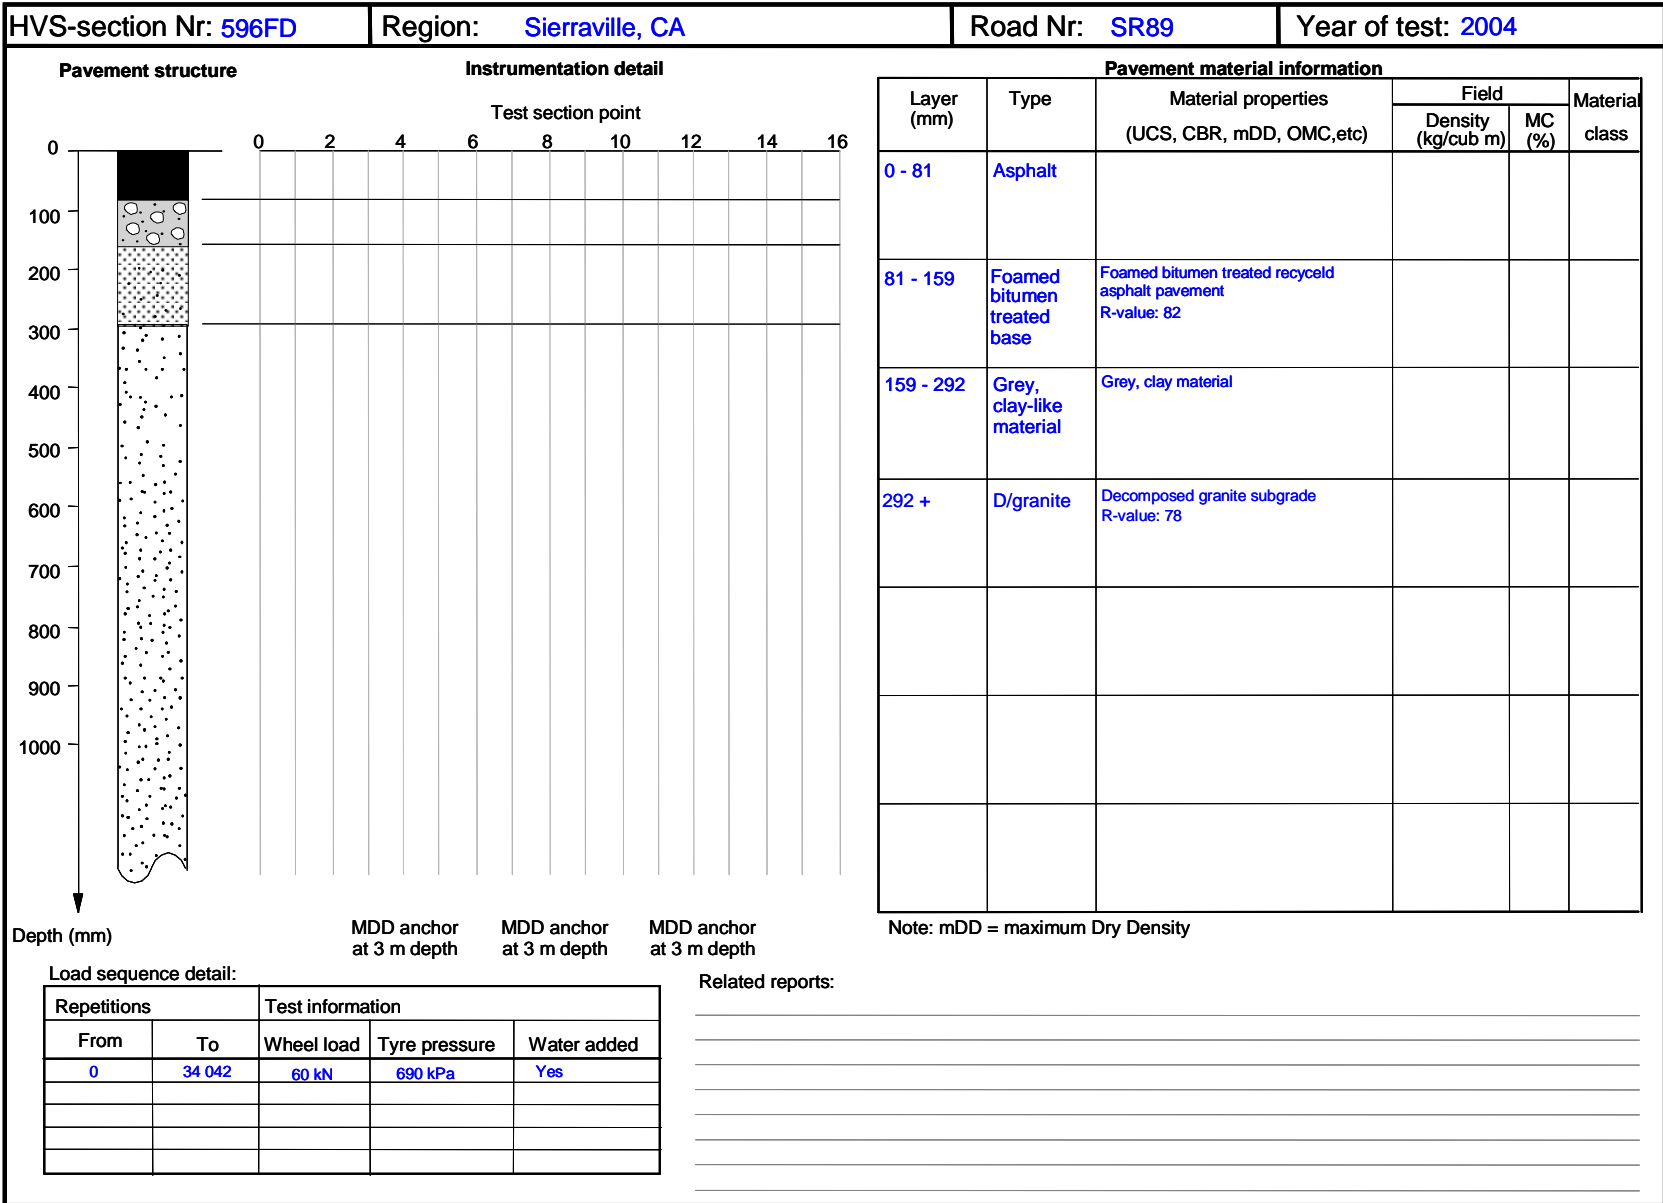 HVS-section Nr: 596FD Region: Sierraville, CA Road Nr: SR89 Year of test: 2004
Pavement structure
Instrumentation detail
Test section point
0 2 4 6 8 10 12 14 16
0
100
200
300
400
500
600
700
800
900
1000
Depth (mm)
MDD anchor
at 3 m depth
MDD anchor
at 3 m depth
MDD anchor
at 3 m depth
Pavement material information
Layer
(mm)
Type
Material properties
(UCS, CBR, mDD, OMC,etc)
Field
Density
(kg/cub m)
MC
(%)
Material
class
0 - 81
Asphalt
81 - 159
Foamed
bitumen
treated
base
Foamed bitumen treated recyceld
asphalt pavement
R-value: 82
159 - 292
Grey,
clay-like
material
Grey, clay material
292 +
D/granite
Decomposed granite subgrade
R-value: 78
Note: mDD = maximum Dry Density
Load sequence detail:
Repetitions Test information
From To Wheel load Tyre pressure Water added
0 34 042 60 kN 690 kPa Yes
Related reports: